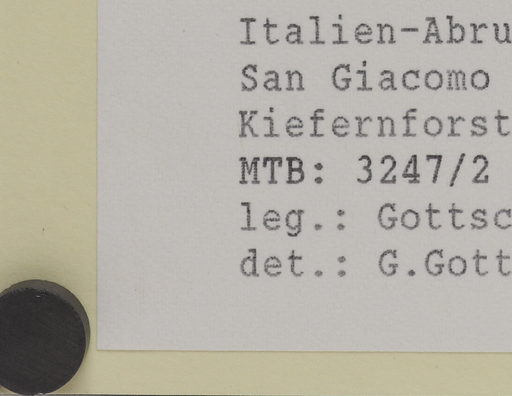 Italien-Abru
San Giacomo
Kiefernforst
MTB: 3247/2
leg.: Gottsc
det.: G.Gott